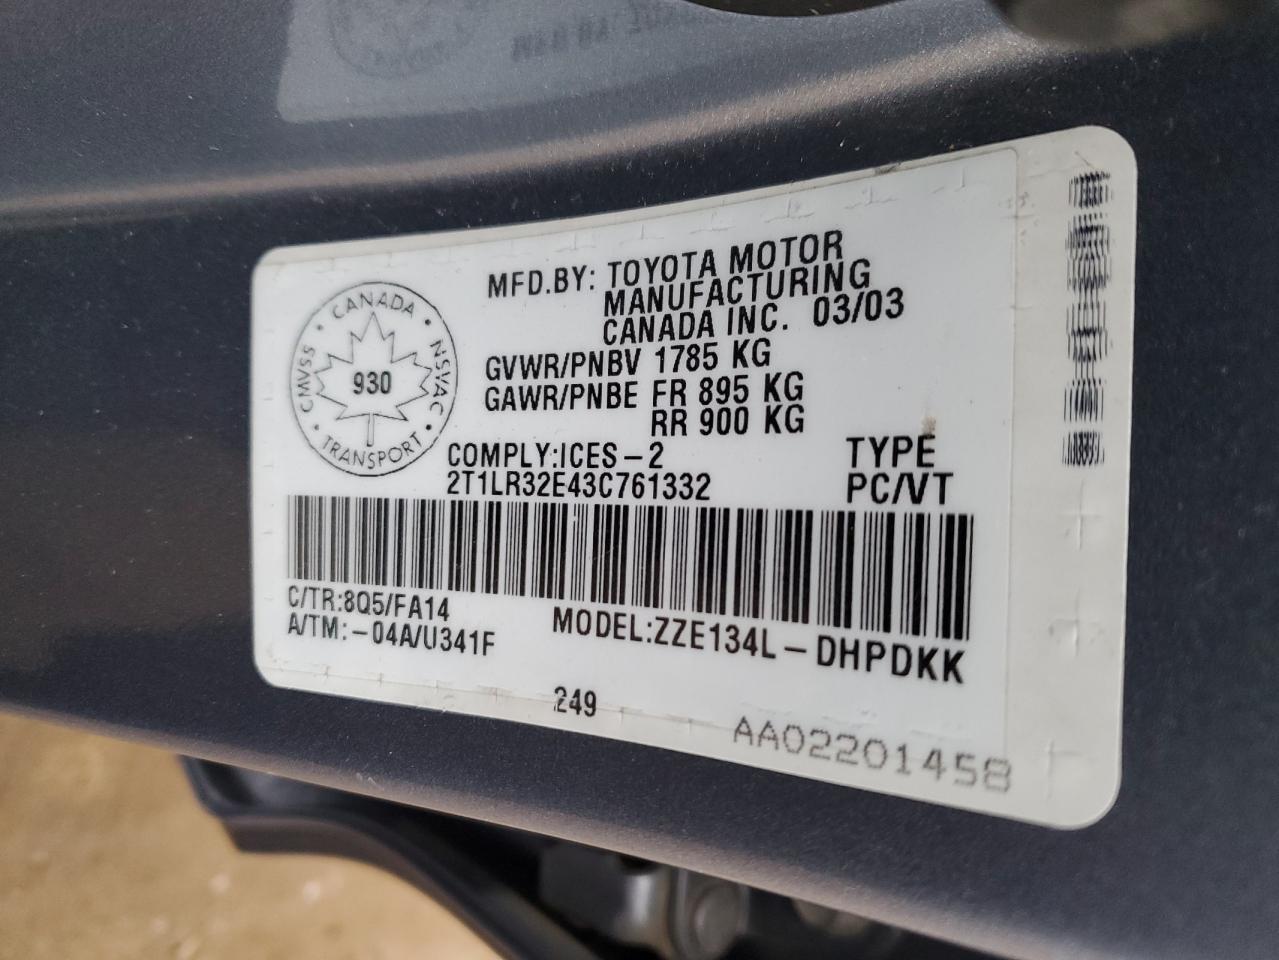 MFD.BY: TOYOTA MOTOR
MANUFACTURING
CANADA INC. 03/03
GVWR/PNBV 1785 KG
GAWR/PNBE FR 895 KG
RR 900 KG
CANADA
CMVSS
NSVAC
930
TRANSPORT
COMPLY:ICES-2
2T1LR32E43C761332
TYPE
PC/VT
C/TR:8Q5/FA14
A/TM:-04A/U341F
MODEL:ZZE134L-DHPDKK
249
AA02201458